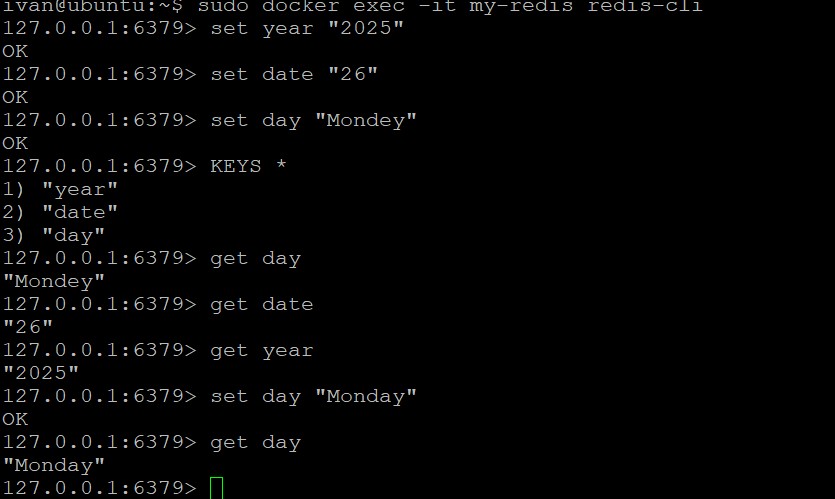 ivan@ubuntu:~$ sudo docker exec -it my-redis redis-cli
127.0.0.1:6379> set year "2025"
OK
127.0.0.1:6379> set date "26"
OK
127.0.0.1:6379> set day "Mondey"
OK
127.0.0.1:6379> KEYS *
1) "year"
2) "date"
3) "day"
127.0.0.1:6379> get day
"Mondey"
127.0.0.1:6379> get date
"26"
127.0.0.1:6379> get year
"2025"
127.0.0.1:6379> set day "Monday"
OK
127.0.0.1:6379> get day
"Monday"
127.0.0.1:6379>